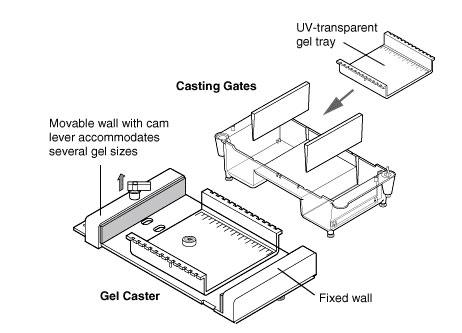 UV-transparent
gel tray
Casting Gates
Movable wall with cam
lever accommodates
several gel sizes
Gel Caster
Fixed wall